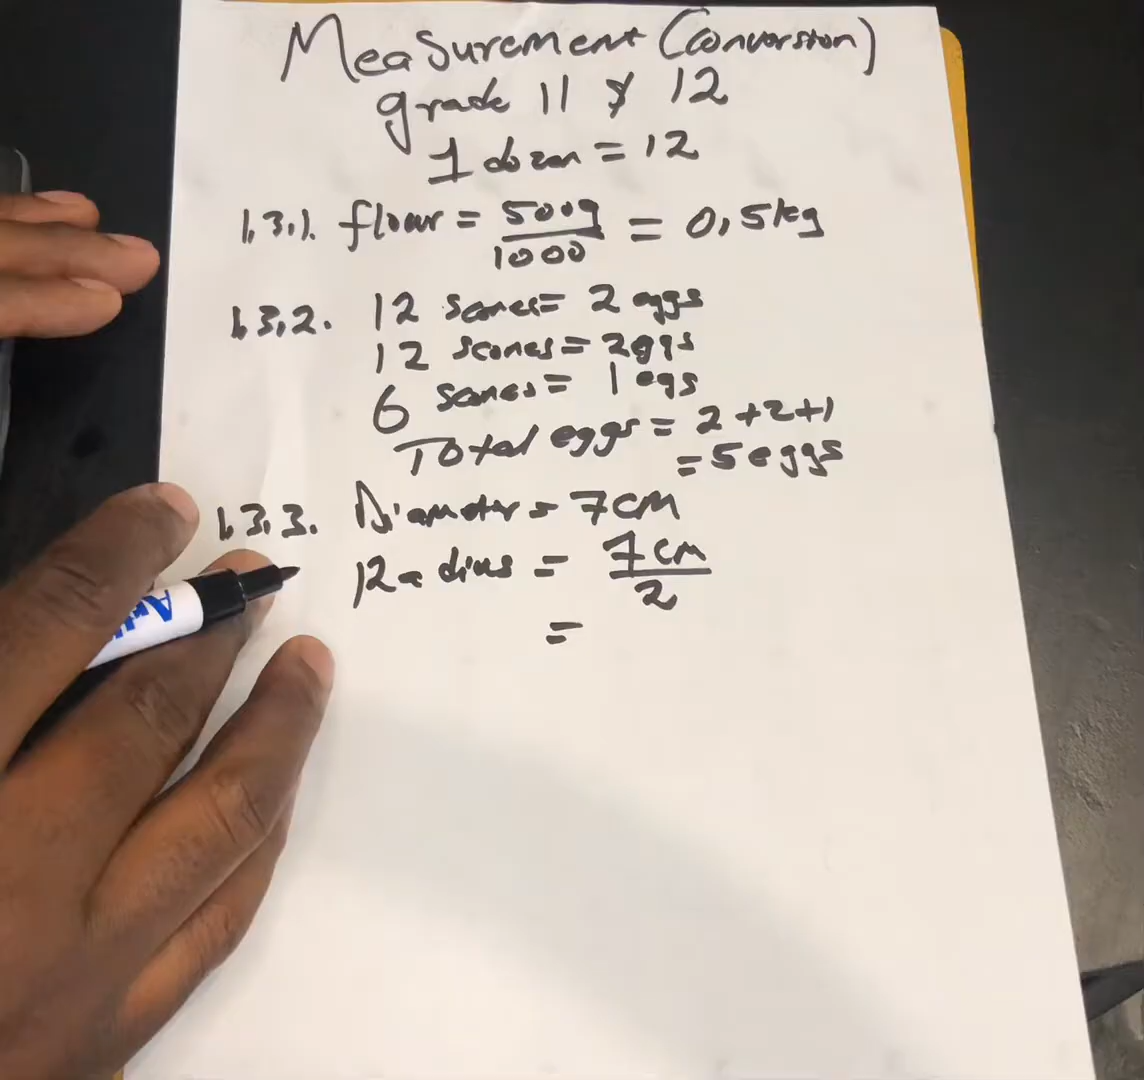 Measurement (Conversion)
grade 11 & 12
1 dozen = 12
1.3.1. flour = 500g / 1000 = 0,5kg
1.3.2. 12 scones = 2 eggs
12 scones = 2ggs
6 scones = 1 egs
Total eggs = 2 + 2 + 1
= 5 eggs
1.3.3. Diameter = 7cm
Radius = 7cm / 2
=